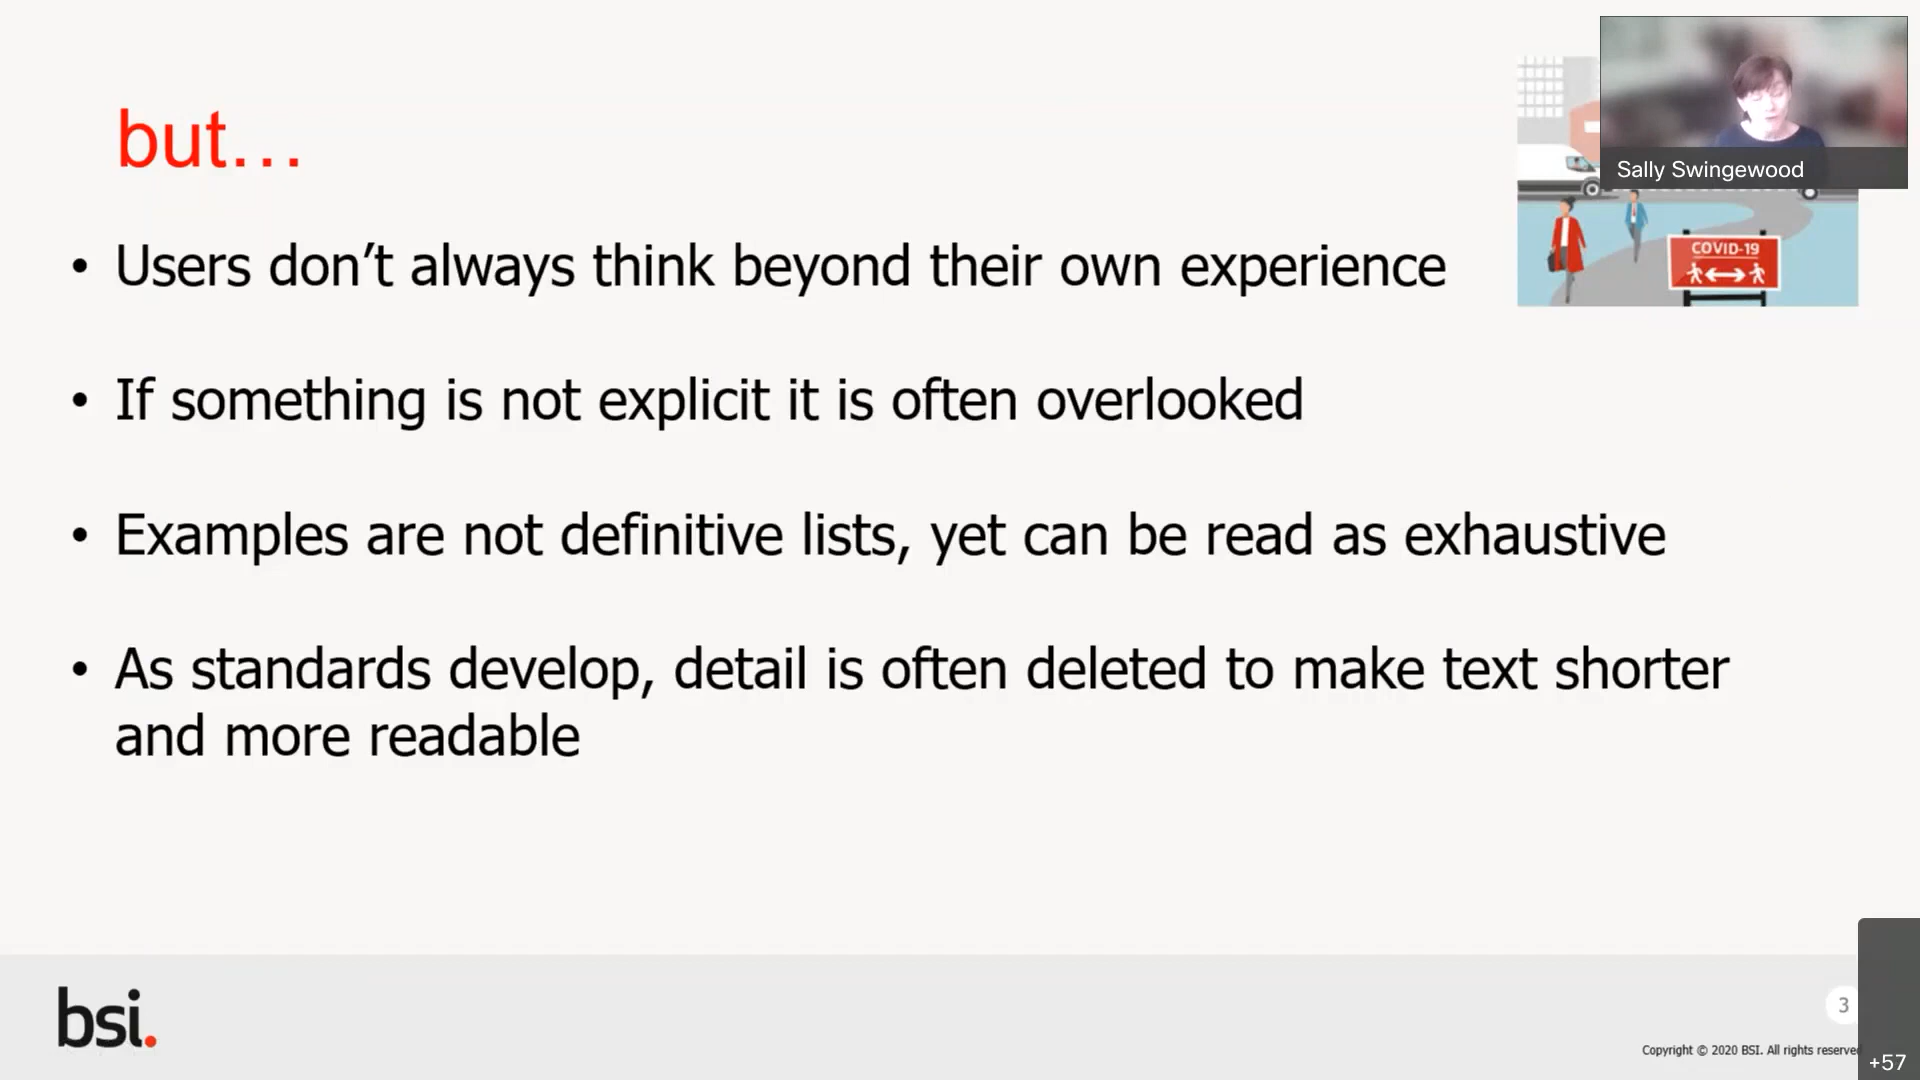 but…
Sally Swingewood
COVID-19
• Users don’t always think beyond their own experience
• If something is not explicit it is often overlooked
• Examples are not definitive lists, yet can be read as exhaustive
• As standards develop, detail is often deleted to make text shorter
and more readable
bsi.
3
Copyright © 2020 BSI. All rights reserve
+57